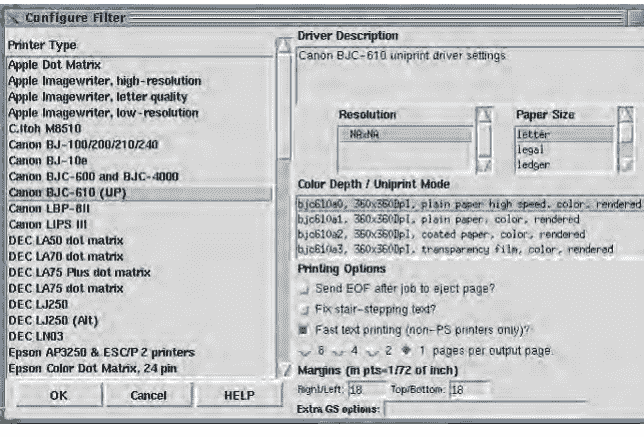 Configure Filter
Printer Type
Apple Dot Matrix
Apple Imagewriter, high-resolution
Apple Imagewriter, letter quality
Apple Imagewriter, low-resolution
C.Itoh M8510
Canon BJ-100/200/210/240
Canon BJ-10e
Canon BJC-600 and BJC-4000
Canon BJC-610 (UP)
Canon LBP-8II
Canon LIPS III
DEC LA50 dot matrix
DEC LA70 dot matrix
DEC LA75 Plus dot matrix
DEC LA75 dot matrix
DEC LJ250
DEC LJ250 (Alt)
DEC LN03
Epson AP3250 & ESC/P 2 printers
Epson Color Dot Matrix, 24 pin
OK Cancel HELP
Driver Description
Canon BJC-610 uniprint driver settings
Resolution
NAxNA
Paper Size
letter
legal
ledger
Color Depth / Uniprint Mode
bjc610a0, 360x360Dpl, plain paper high speed, color, rendered
bjc610a1, 360x360Dpl, plain paper, color, rendered
bjc610a2, 360x360Dpl, coated paper, color, rendered
bjc610a3, 360x360Dpl, transparency film, color, rendered
Printing Options
Send EOF after job to eject page?
Fix stair-stepping text?
Fast text printing (non-PS printers only)?
8 4 2 1 pages per output page.
Margins (in pts=1/72 of inch)
Right/Left: 18 Top/Bottom: 18
Extra GS options: